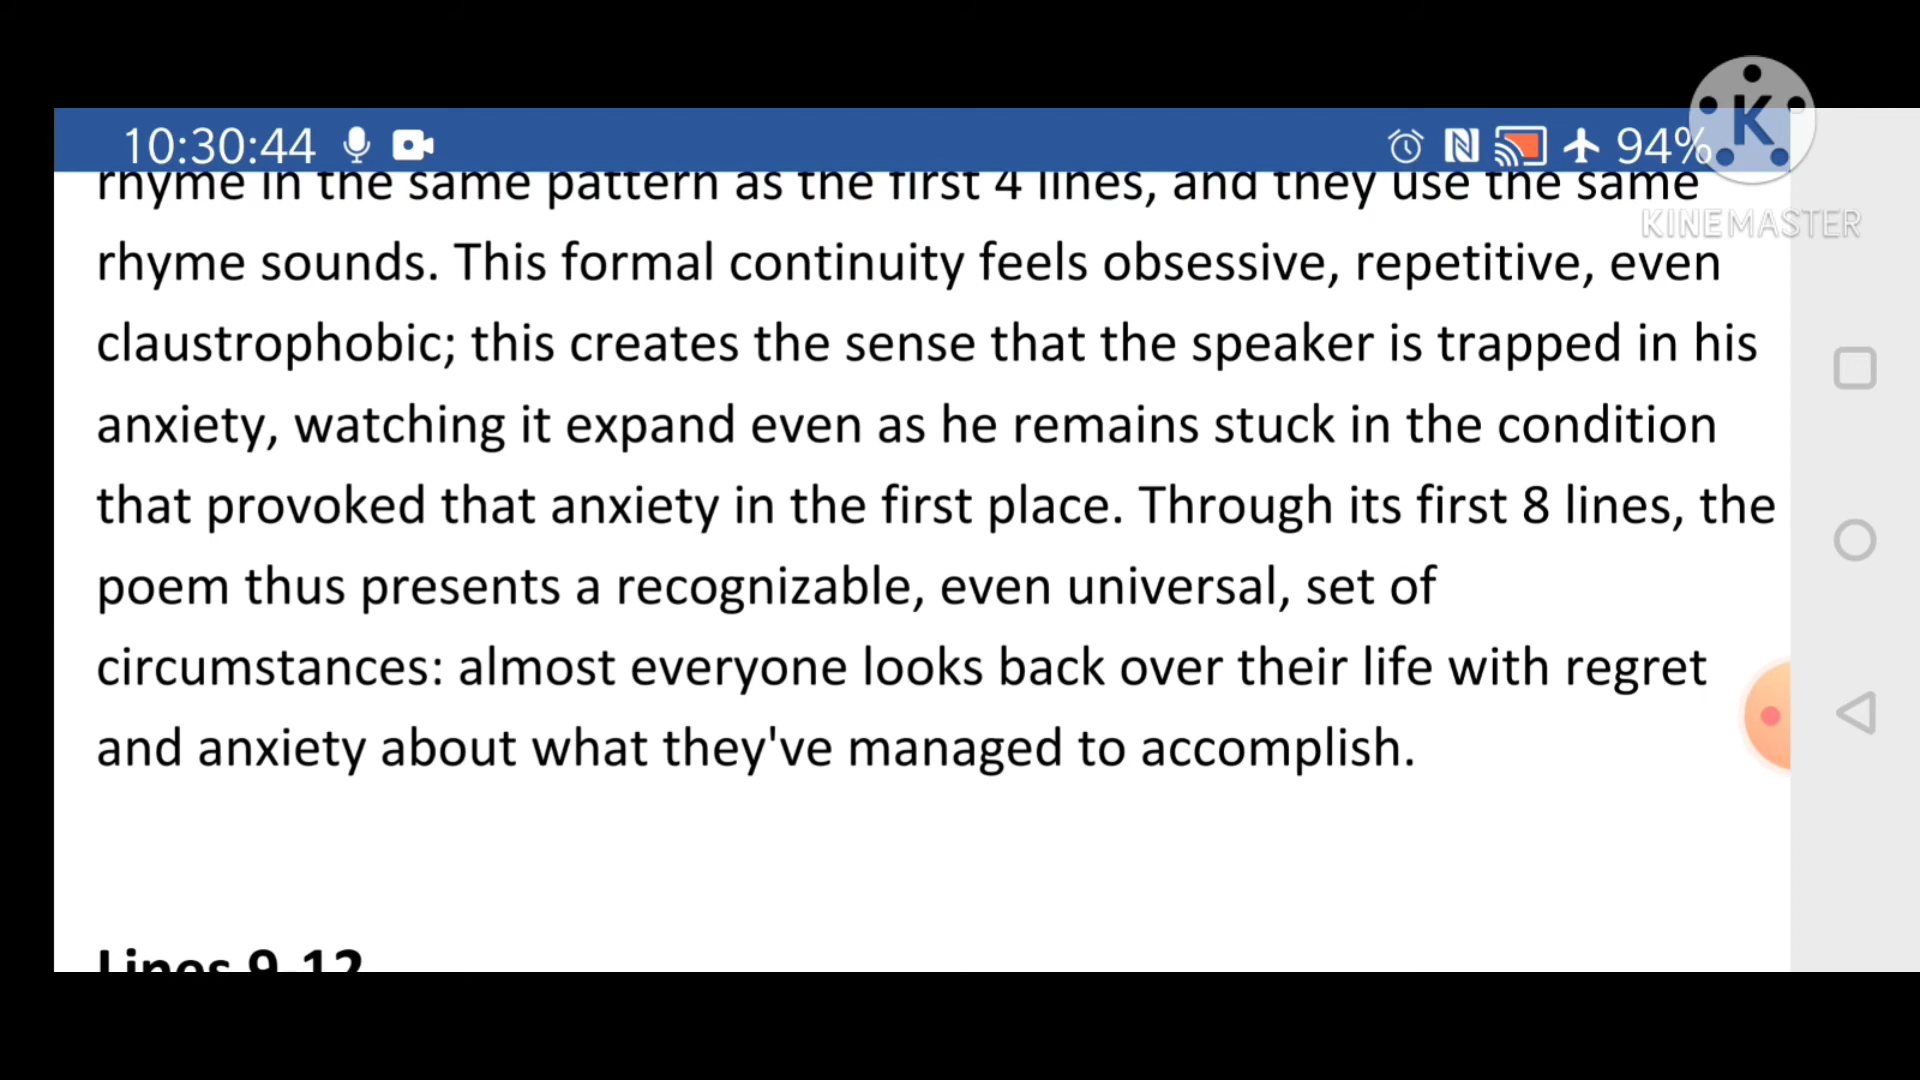 10:30:44 94%
K
KINEMASTER
rhyme in the same pattern as the first 4 lines, and they use the same
rhyme sounds. This formal continuity feels obsessive, repetitive, even
claustrophobic; this creates the sense that the speaker is trapped in his
anxiety, watching it expand even as he remains stuck in the condition
that provoked that anxiety in the first place. Through its first 8 lines, the
poem thus presents a recognizable, even universal, set of
circumstances: almost everyone looks back over their life with regret
and anxiety about what they've managed to accomplish.
Lines 9-12